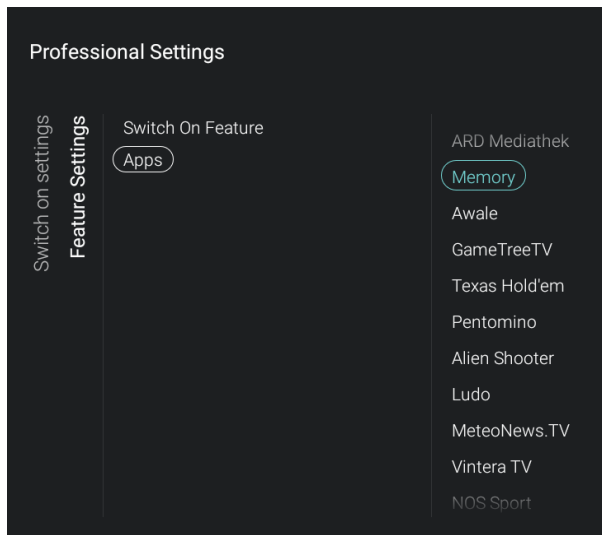 Professional Settings
Switch on settings
Feature Settings
Switch On Feature
Apps
ARD Mediathek
Memory
Awale
GameTreeTV
Texas Hold'em
Pentomino
Alien Shooter
Ludo
MeteoNews.TV
Vintera TV
NOS Sport